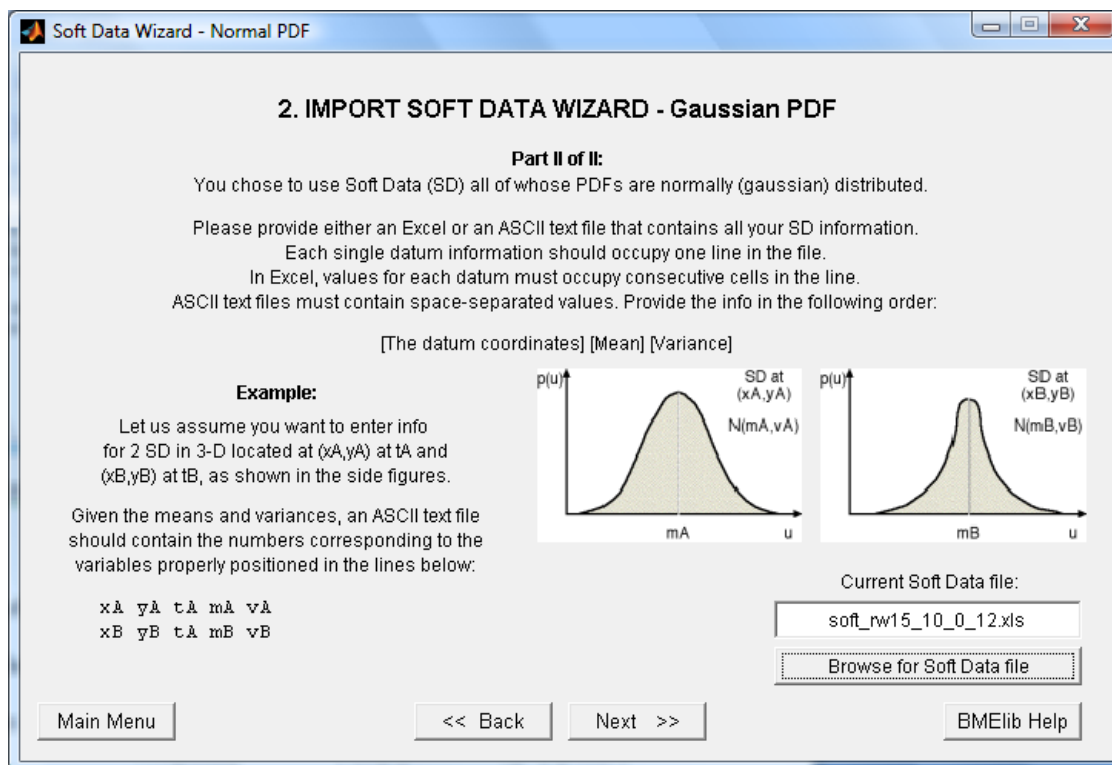 Soft Data Wizard - Normal PDF
2. IMPORT SOFT DATA WIZARD - Gaussian PDF
Part II of II:
You chose to use Soft Data (SD) all of whose PDFs are normally (gaussian) distributed.
Please provide either an Excel or an ASCII text file that contains all your SD information.
Each single datum information should occupy one line in the file.
In Excel, values for each datum must occupy consecutive cells in the line.
ASCII text files must contain space-separated values. Provide the info in the following order:
[The datum coordinates] [Mean] [Variance]
Example:
Let us assume you want to enter info
for 2 SD in 3-D located at (xA,yA) at tA and
(xB,yB) at tB, as shown in the side figures.
Given the means and variances, an ASCII text file
should contain the numbers corresponding to the
variables properly positioned in the lines below:
xA yA tA mA vA
xB yB tA mB vB
p(u)
SD at
(xA,yA)
N(mA,vA)
mA
u
p(u)
SD at
(xB,yB)
N(mB,vB)
mB
u
Current Soft Data file:
soft_rw15_10_0_12.xls
Browse for Soft Data file
Main Menu
<< Back
Next >>
BMElib Help